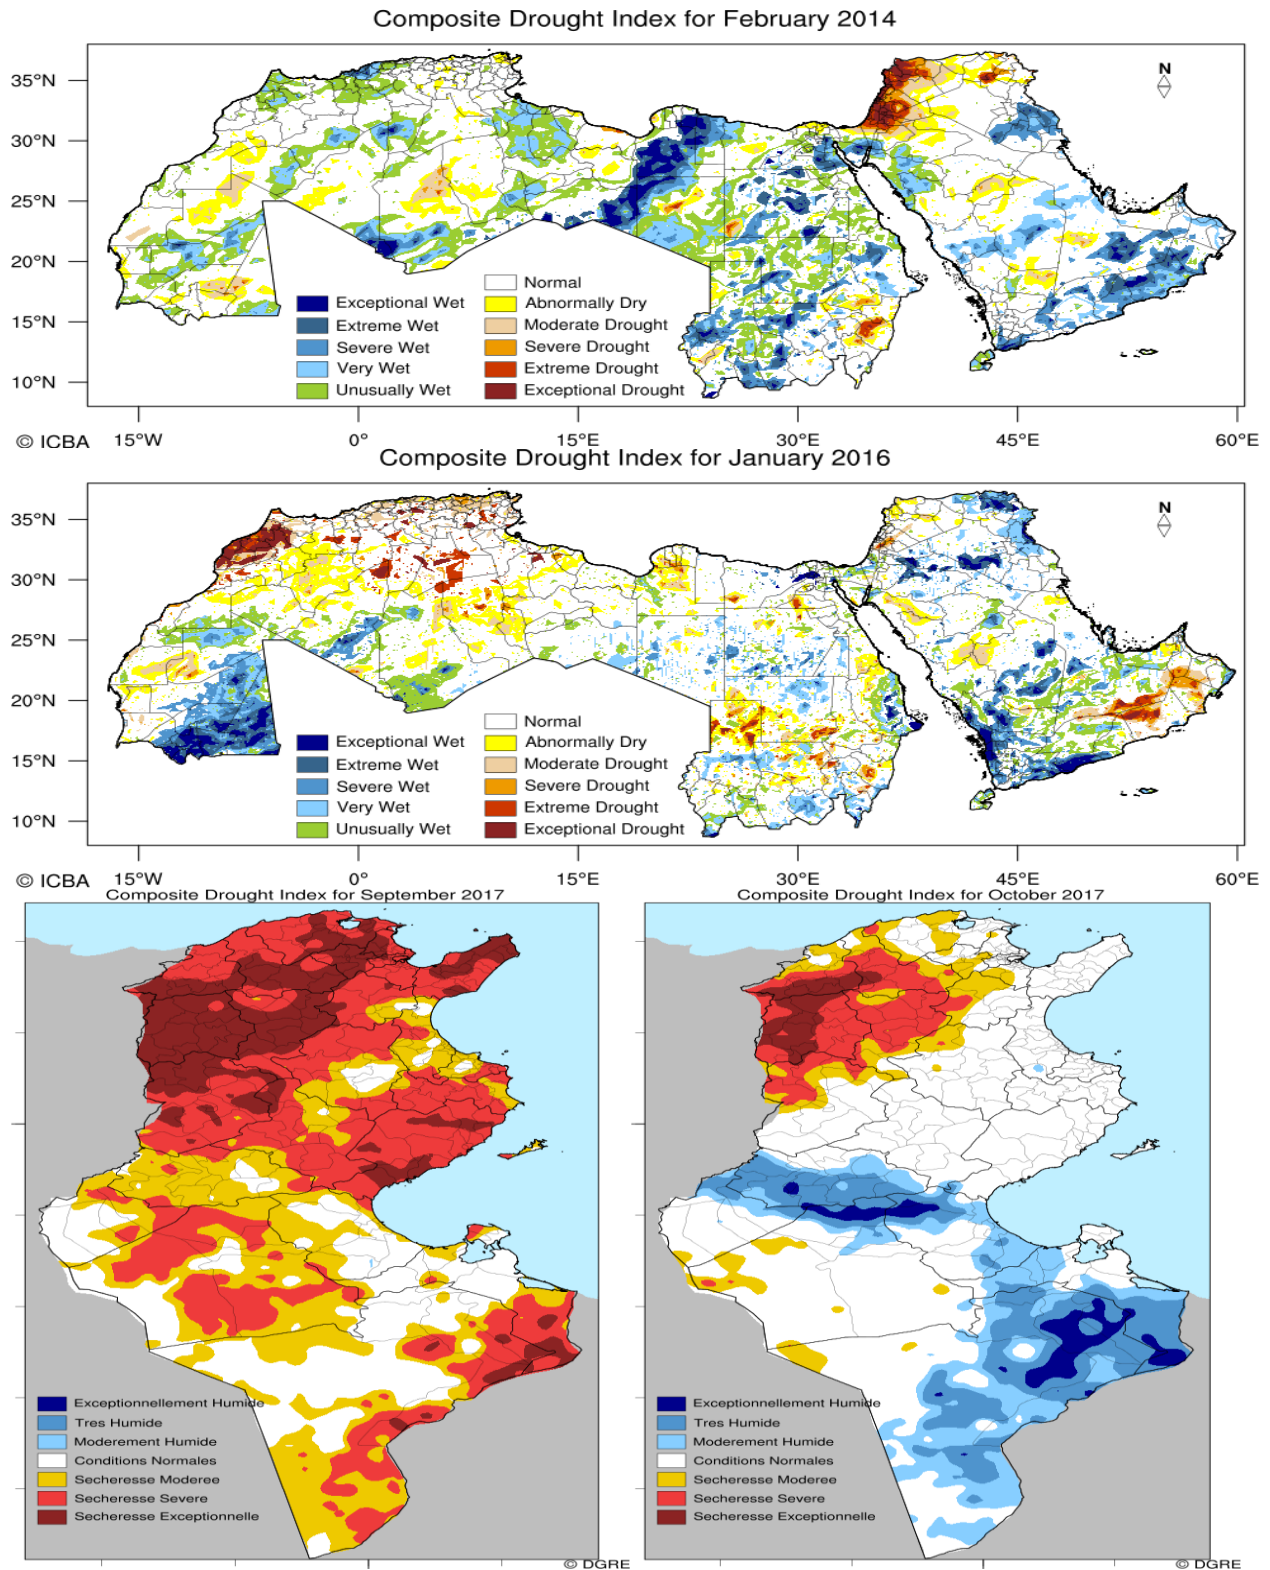 Composite Drought Index for February 2014
N
35°N
30°N
25°N
20°N
15°N
10°N
Normal
Exceptional Wet
Abnormally Dry
Extreme Wet
Moderate Drought
Severe Wet
Severe Drought
Very Wet
Extreme Drought
Unusually Wet
Exceptional Drought
15°W
0°
15°E
30°E
45°E
60°E
© ICBA
Composite Drought Index for January 2016
N
35°N
30°N
25°N
20°N
15°N
10°N
Normal
Exceptional Wet
Abnormally Dry
Extreme Wet
Moderate Drought
Severe Wet
Severe Drought
Very Wet
Extreme Drought
Unusually Wet
Exceptional Drought
15°W
0°
15°E
30°E
45°E
60°E
© ICBA
Composite Drought Index for September 2017
Exceptionnellement Humide
Tres Humide
Moderement Humide
Conditions Normales
Secheresse Moderee
Secheresse Severe
Secheresse Exceptionnelle
© DGRE
Composite Drought Index for October 2017
Exceptionnellement Humide
Tres Humide
Moderement Humide
Conditions Normales
Secheresse Moderee
Secheresse Severe
Secheresse Exceptionnelle
© DGRE